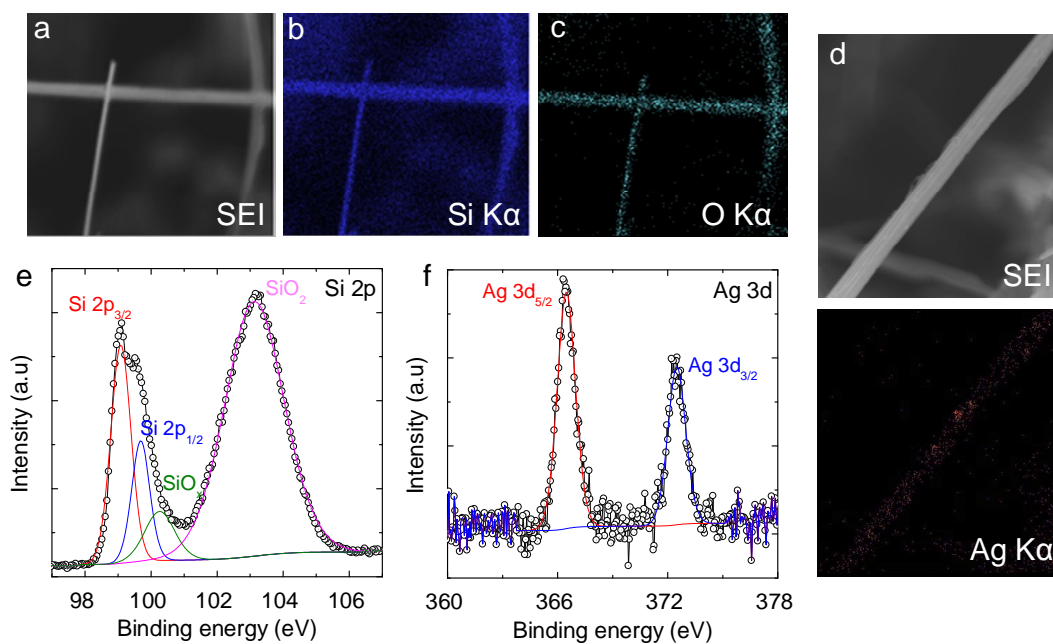 a
SEI
b
Si Kα
c
O Kα
d
SEI
Ag Kα
e
Si 2p
Si 2p3/2
SiO2
Si 2p1/2
SiOx
Intensity (a.u)
98 100 102 104 106
Binding energy (eV)
f
Ag 3d
Ag 3d5/2
Ag 3d3/2
Intensity (a.u)
360 366 372 378
Binding energy (eV)